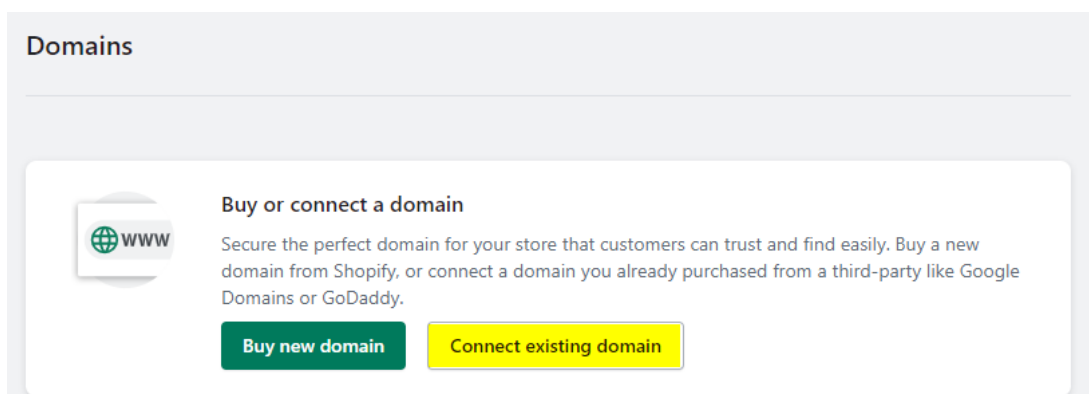 Domains
Buy or connect a domain
www
Secure the perfect domain for your store that customers can trust and find easily. Buy a new
domain from Shopify, or connect a domain you already purchased from a third-party like Google
Domains or GoDaddy.
Buy new domain
Connect existing domain